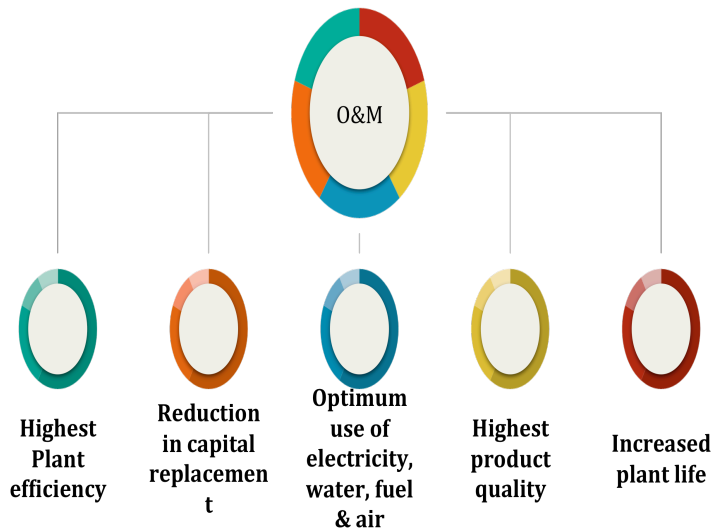 O&M
Highest
Plant
efficiency
Reduction
in capital
replacemen
t
Optimum
use of
electricity,
water, fuel
& air
Highest
product
quality
Increased
plant life